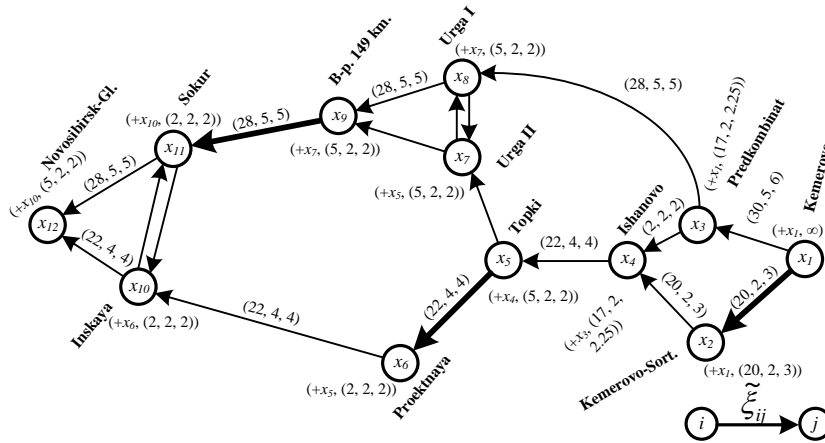 Urga I
(+x7, (5, 2, 2))
B-p. 149 km.
Novosibirsk-Gl.
Sokur
(28, 5, 5)
x8
(28, 5, 5)
(+x10, (2, 2, 2))
(28, 5, 5)
x9
(+x3, (17, 2, 2.25))
Predkombinat
Kemerovo
x11
(+x7, (5, 2, 2))
x7
Urga II
(+x10, (5, 2, 2))
(28, 5, 5)
(+x5, (5, 2, 2))
(30, 5, 6)
Topki
Ishanovo
(2, 2, 2)
x3
(+x1, ∞)
x12
(22, 4, 4)
x5
(22, 4, 4)
x4
x1
x10
(+x4, (5, 2, 2))
(22, 4, 4)
(20, 2, 3)
(20, 2, 3)
Inskaya
(+x6, (2, 2, 2))
(22, 4, 4)
(+x3, (17, 2,
2.25))
x2
x6
(+x5, (2, 2, 2))
Proektnaya
Kemerovo-Sort.
(+x1, (20, 2, 3))
i
ξ̃ij
j